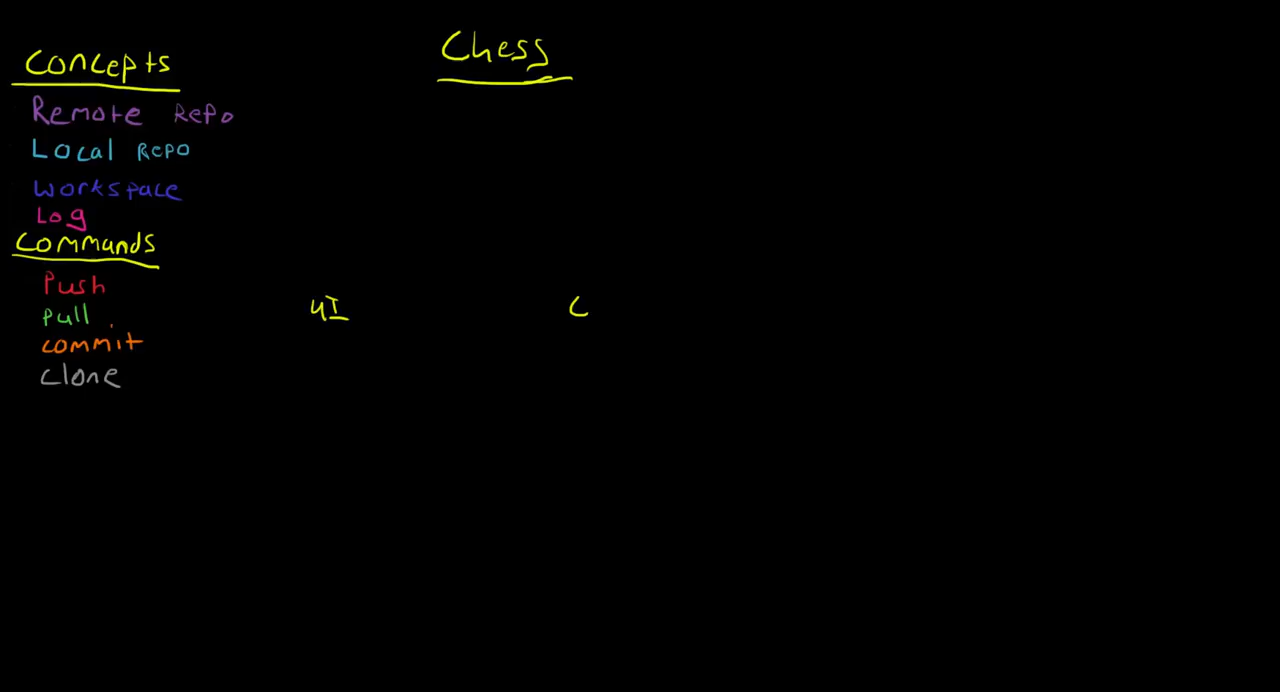 Concepts
Remote Repo
Local Repo
Workspace
Log
Commands
Push
Pull
commit
Clone
Chess
UI
C